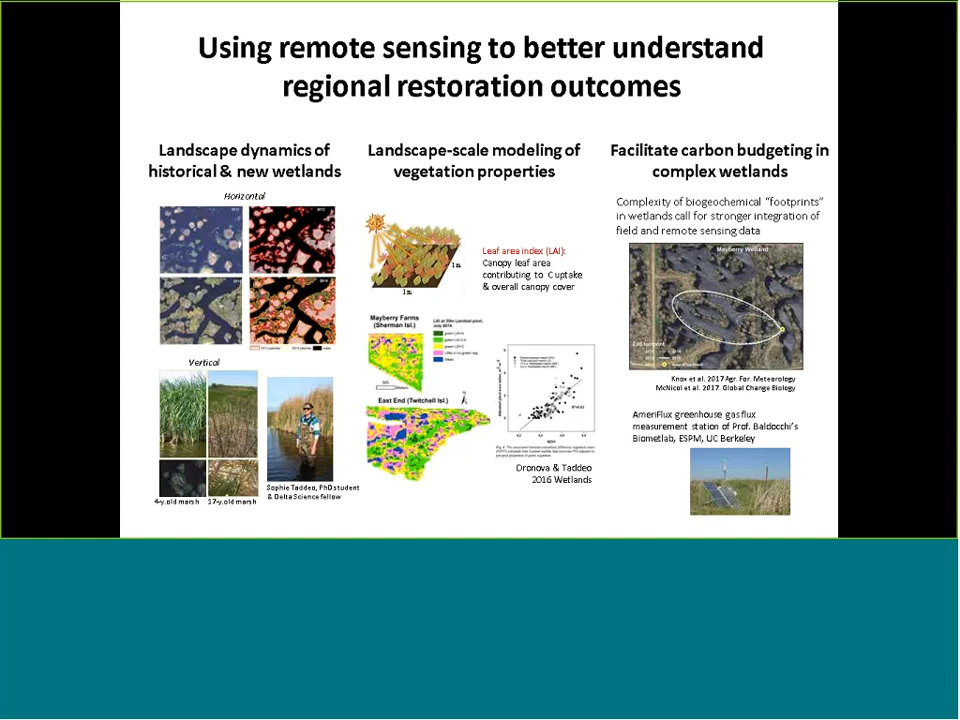 Using remote sensing to better understand
regional restoration outcomes
Landscape dynamics of
historical & new wetlands
Horizontal
Vertical
4-y.old marsh
17-y.old marsh
Sophie Taddeo, PhD student
& Delta Science fellow
Landscape-scale modeling of
vegetation properties
Leaf area index (LAI):
Canopy leaf area
contributing to C uptake
& overall canopy cover
1m
1m
Mayberry Farms
(Sherman Isl.)
LAI at 30m Landsat pixel,
July 2014
East End (Twitchell Isl.)
Dronova & Taddeo
2016 Wetlands
Facilitate carbon budgeting in
complex wetlands
Complexity of biogeochemical “footprints”
in wetlands call for stronger integration of
field and remote sensing data
Mayberry Wetland
Knox et al. 2017 Agr. For. Meteorology
McNicol et al. 2017. Global Change Biology
AmeriFlux greenhouse gas flux
measurement station of Prof. Baldocchi’s
Biometlab, ESPM, UC Berkeley